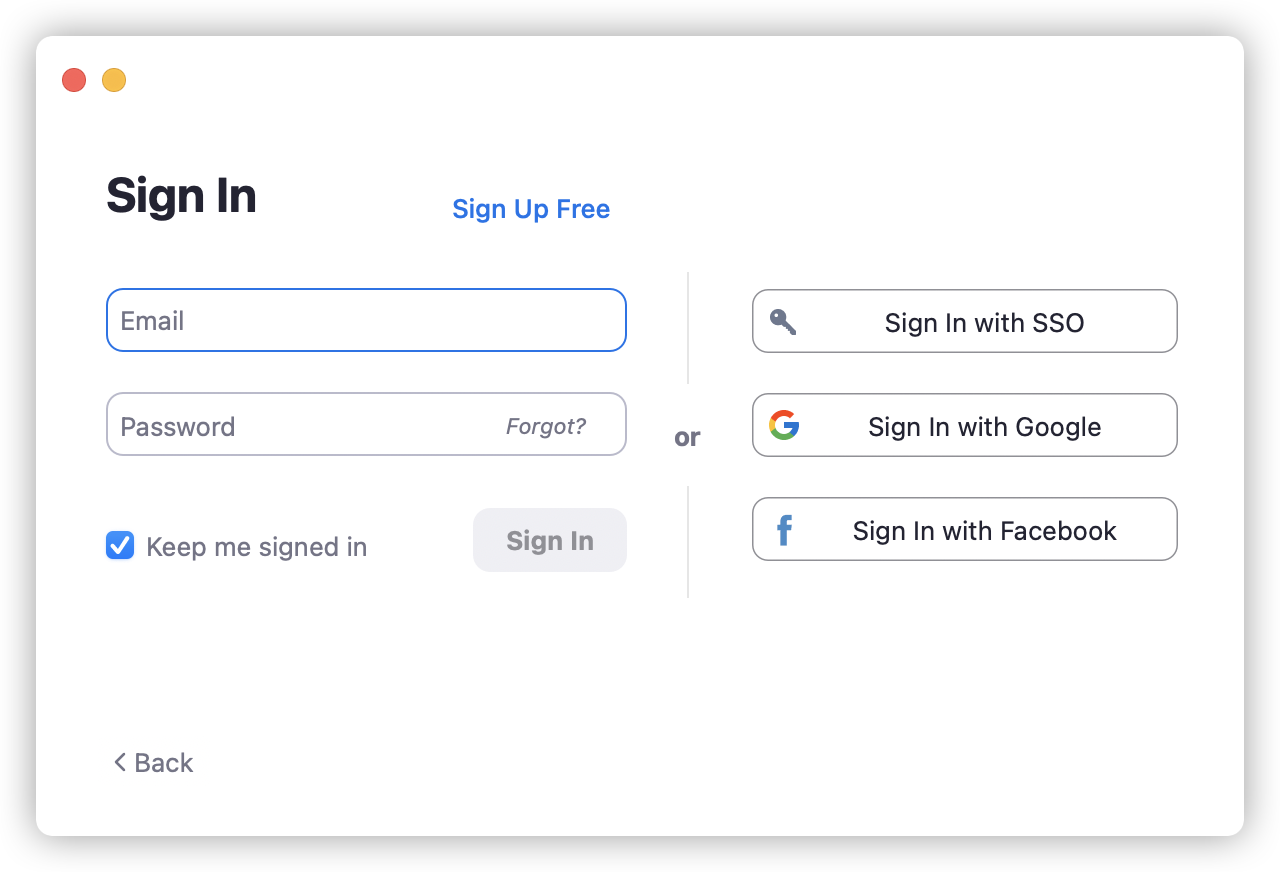 Sign In
Sign Up Free
Email
Password
Forgot?
Keep me signed in
Sign In
or
Sign In with SSO
Sign In with Google
Sign In with Facebook
Back